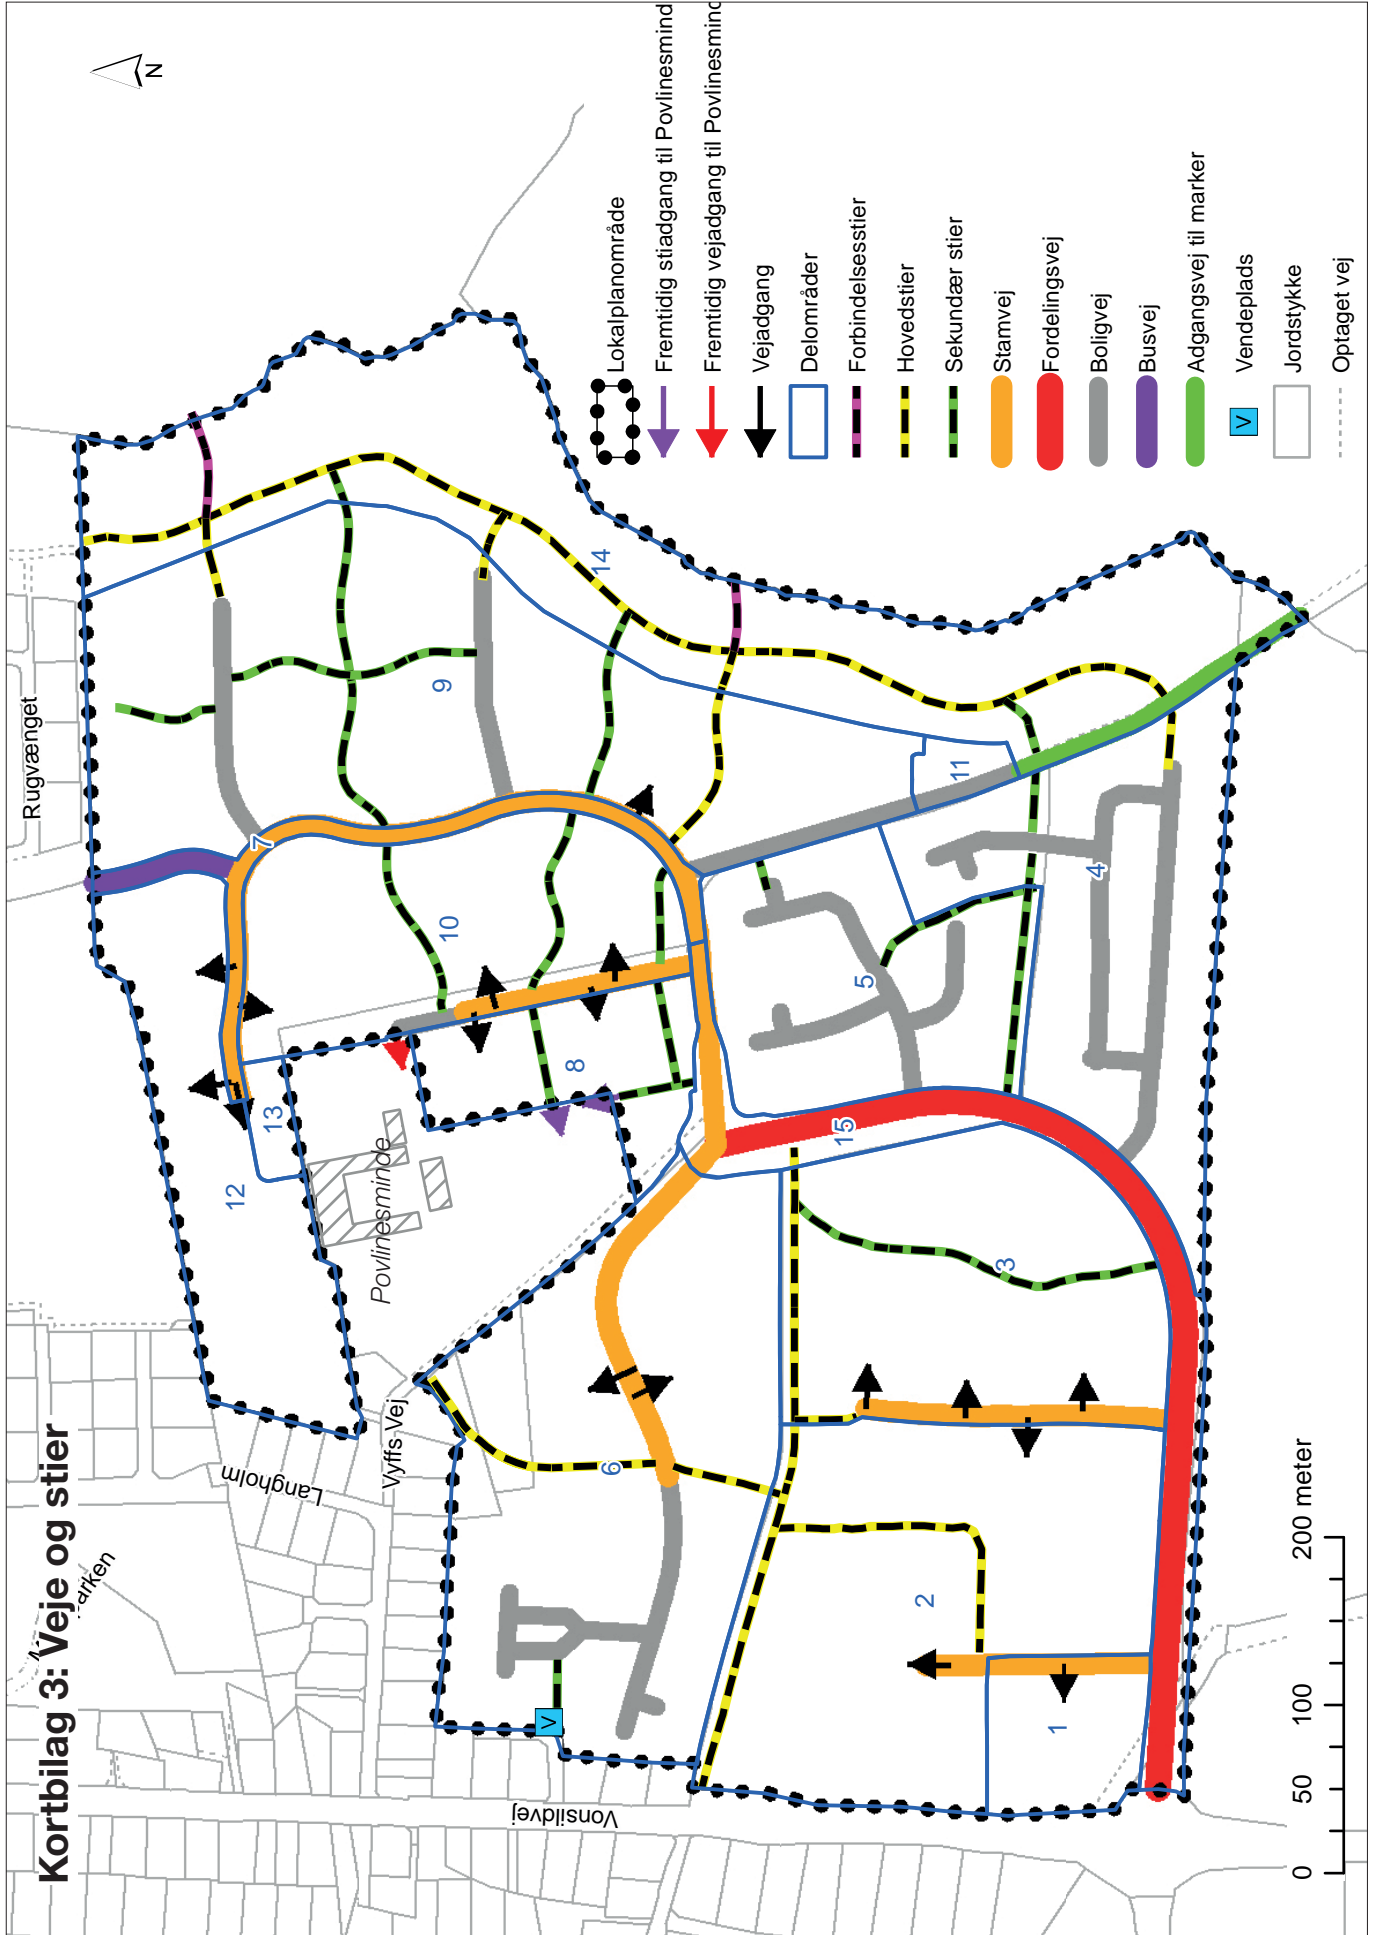 Kortbilag 3: Veje og stier
N
Rugvænget
Langholm
Vyffs Vej
Vonsildvej
Povlinesminde
1
2
3
4
5
6
7
8
9
10
11
12
13
14
15
V
Lokalplanområde
Fremtidig stiadgang til Povlinesmind
Fremtidig vejadgang til Povlinesmind
Vejadgang
Delområder
Forbindelsesstier
Hovedstier
Sekundær stier
Stamvej
Fordelingsvej
Boligvej
Busvej
Adgangsvej til marker
V Vendeplads
Jordstykke
Optaget vej
0 50 100 200 meter